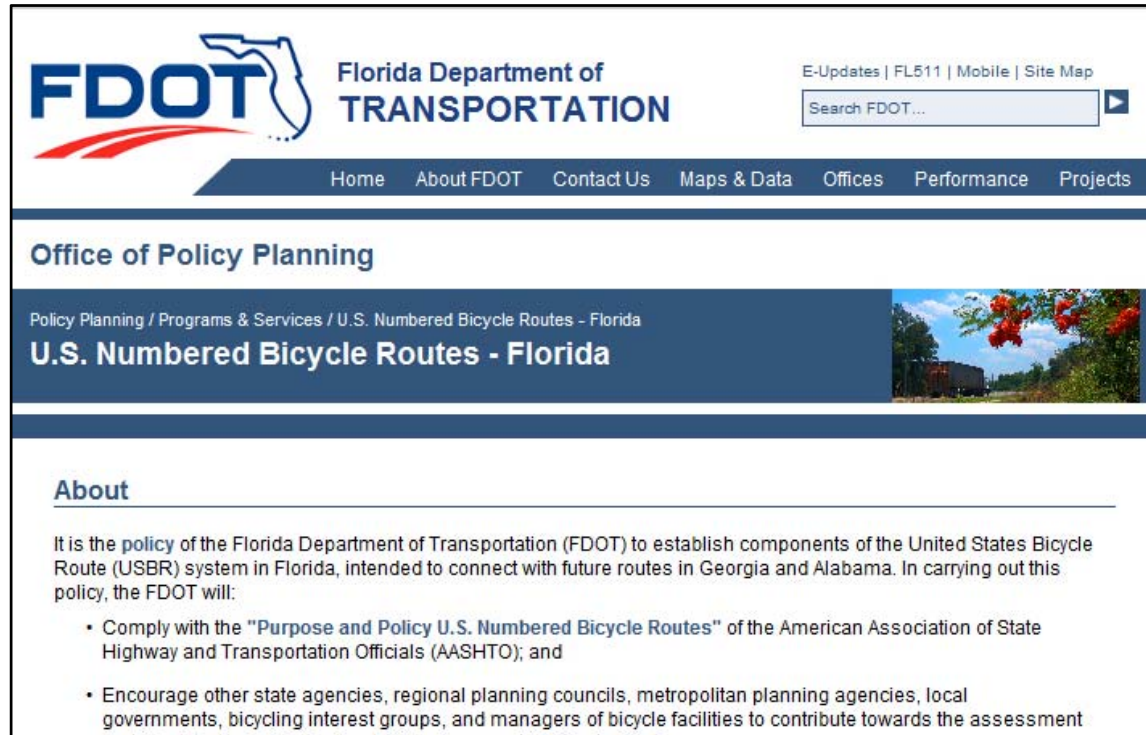 FDOT
Florida Department of
TRANSPORTATION
E-Updates | FL511 | Mobile | Site Map
Search FDOT...
Home About FDOT Contact Us Maps & Data Offices Performance Projects
Office of Policy Planning
Policy Planning / Programs & Services / U.S. Numbered Bicycle Routes - Florida
U.S. Numbered Bicycle Routes - Florida
About
It is the policy of the Florida Department of Transportation (FDOT) to establish components of the United States Bicycle
Route (USBR) system in Florida, intended to connect with future routes in Georgia and Alabama. In carrying out this
policy, the FDOT will:
• Comply with the "Purpose and Policy U.S. Numbered Bicycle Routes" of the American Association of State
Highway and Transportation Officials (AASHTO); and
• Encourage other state agencies, regional planning councils, metropolitan planning agencies, local
governments, bicycling interest groups, and managers of bicycle facilities to contribute towards the assessment